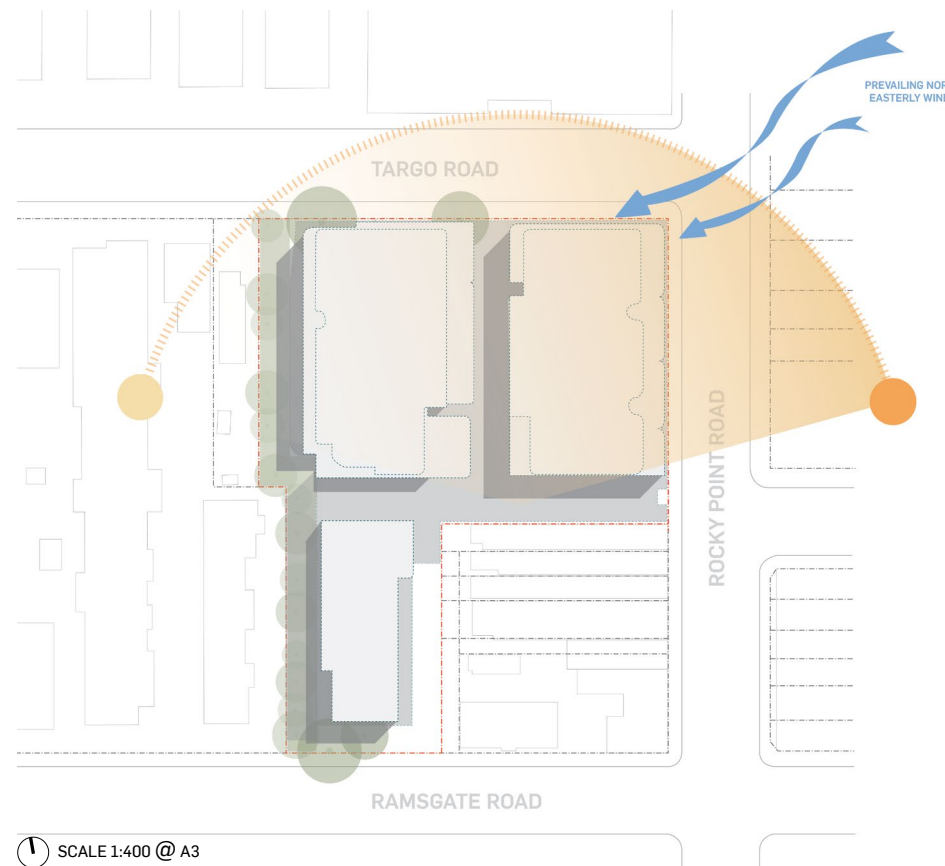 PREVAILING NOR
EASTERLY WIN
TARGO ROAD
ROCKY POINT ROAD
RAMSGATE ROAD
SCALE 1:400 @ A3